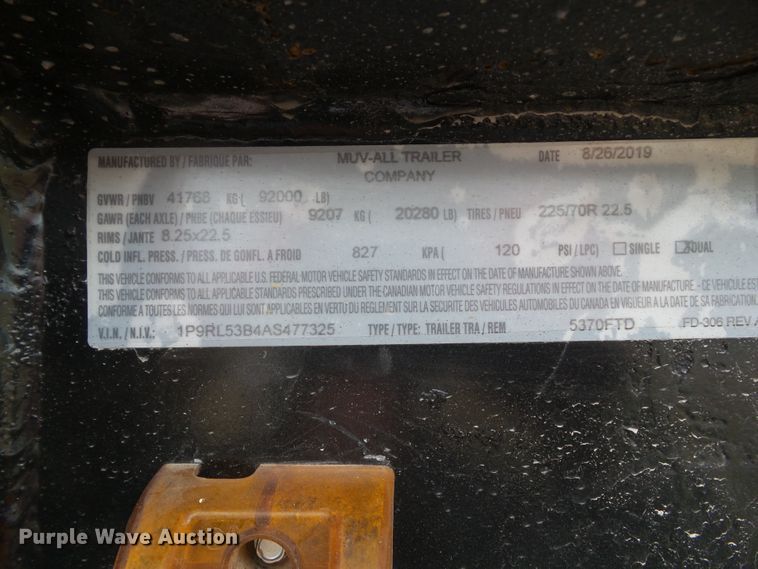 MANUFACTURED BY / FABRIQUE PAR: MUV-ALL TRAILER DATE 8/26/2019
COMPANY
GVWR / PNBV 41768 KG ( 92000 LB)
GAWR (EACH AXLE) / PNBE (CHAQUE ESSIEU) 9207 KG ( 20280 LB) TIRES / PNEU 225/70R 22.5
RIMS / JANTE 8.25x22.5
COLD INFL. PRESS. / PRESS. DE GONFL. A FROID 827 KPA ( 120 PSI / LPC) SINGLE DUAL
THIS VEHICLE CONFORMS TO ALL APPLICABLE U.S. FEDERAL MOTOR VEHICLE SAFETY STANDARDS IN EFFECT ON THE DATE OF MANUFACTURE SHOWN ABOVE.
THIS VEHICLE CONFORMS TO ALL APPLICABLE STANDARDS PRESCRIBED UNDER THE CANADIAN MOTOR VEHICLE SAFETY REGULATIONS IN EFFECT ON THE DATE OF MANUFACTURE - CE VEHICULE EST
CONFORME A TOUTES LES NORMES QUI LUI SONT APPLICABLES EN VERTU DU REGLEMENT SUR LA SECURITE DES VEHICULES AUTOMOBILES DU CANADA EN VIGUEUR A LA DATE DE SA FABRICATION.
V.I.N. / N.I.V.: 1P9RL53B4AS477325 TYPE / TYPE: TRAILER TRA / REM 5370FTD FD-306 REV
Purple Wave Auction